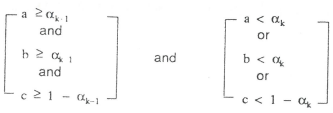 a ≥ α_{k-1} a < α_k
and or
b ≥ α_{k-1} and b < α_k
and or
c ≥ 1 - α_{k-1} c < 1 - α_k